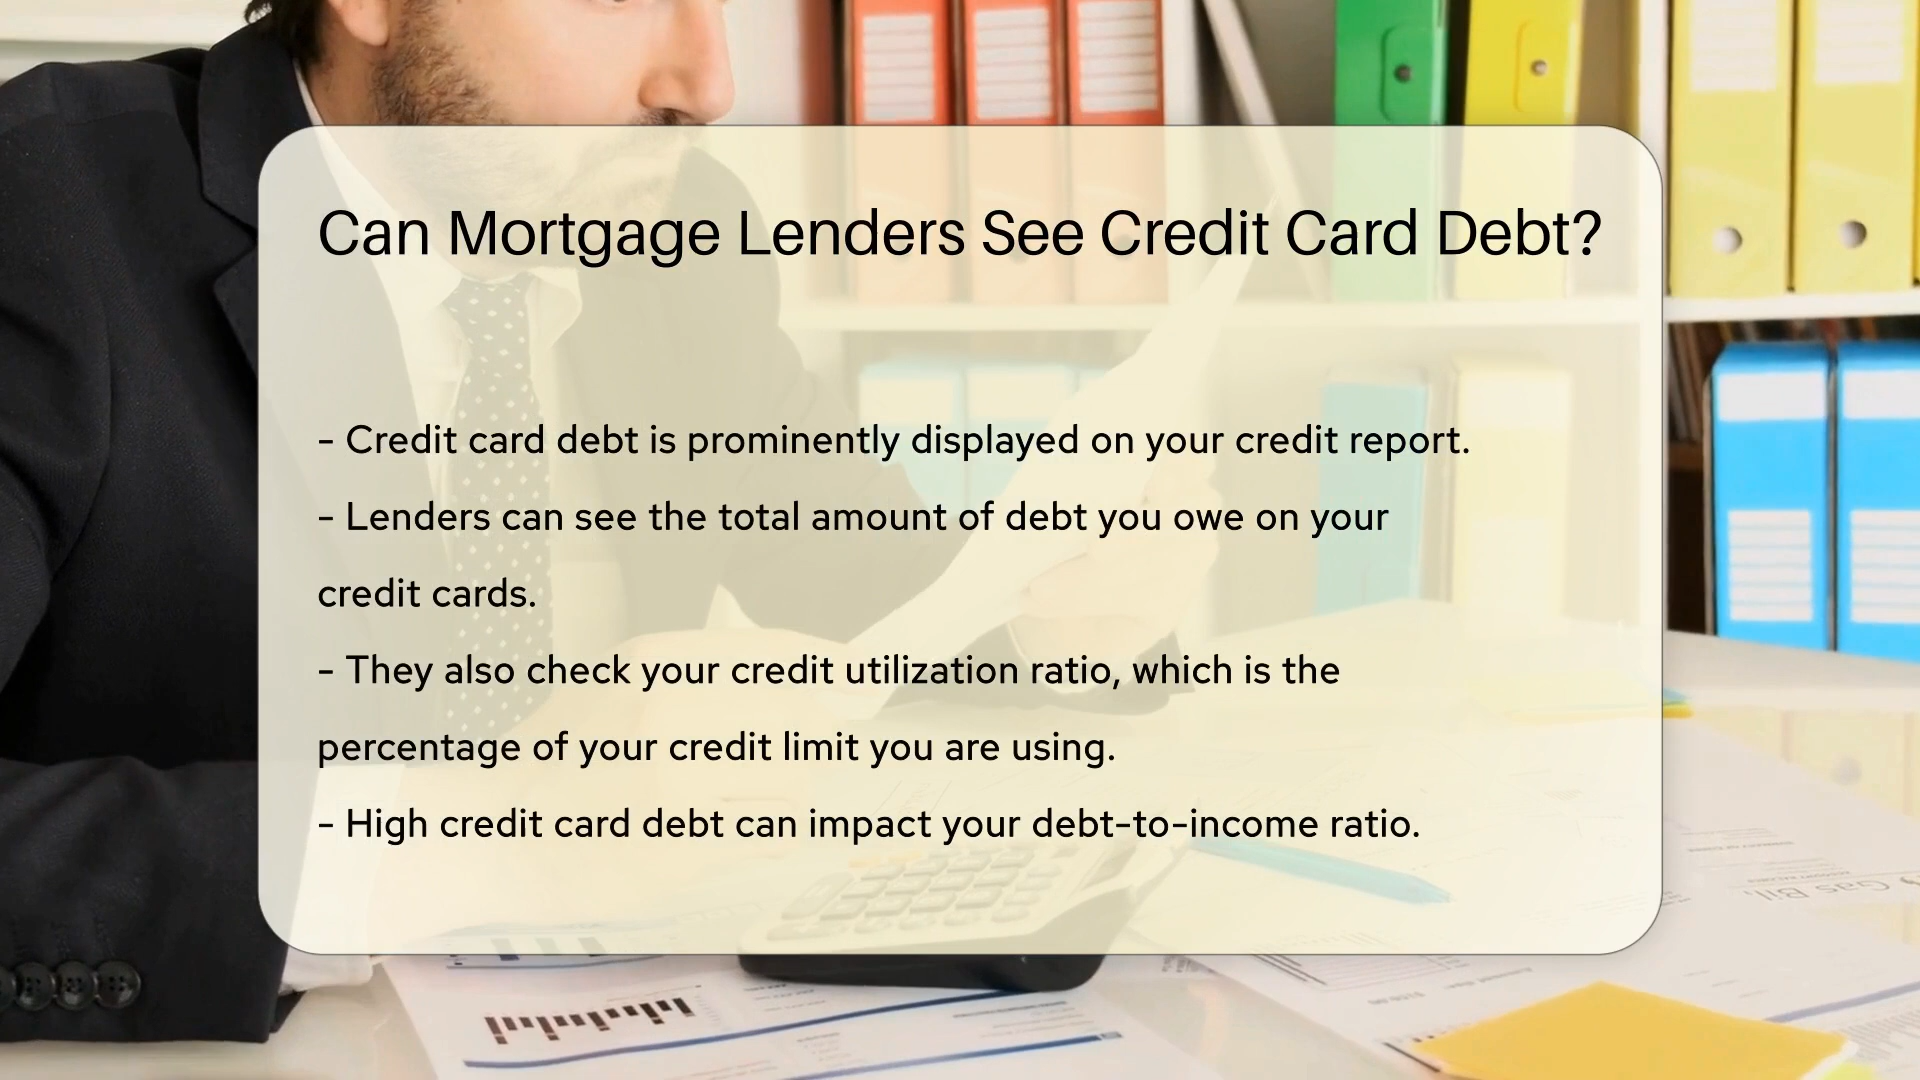 Can Mortgage Lenders See Credit Card Debt?
- Credit card debt is prominently displayed on your credit report.
- Lenders can see the total amount of debt you owe on your
credit cards.
- They also check your credit utilization ratio, which is the
percentage of your credit limit you are using.
- High credit card debt can impact your debt-to-income ratio.
Gas Bill